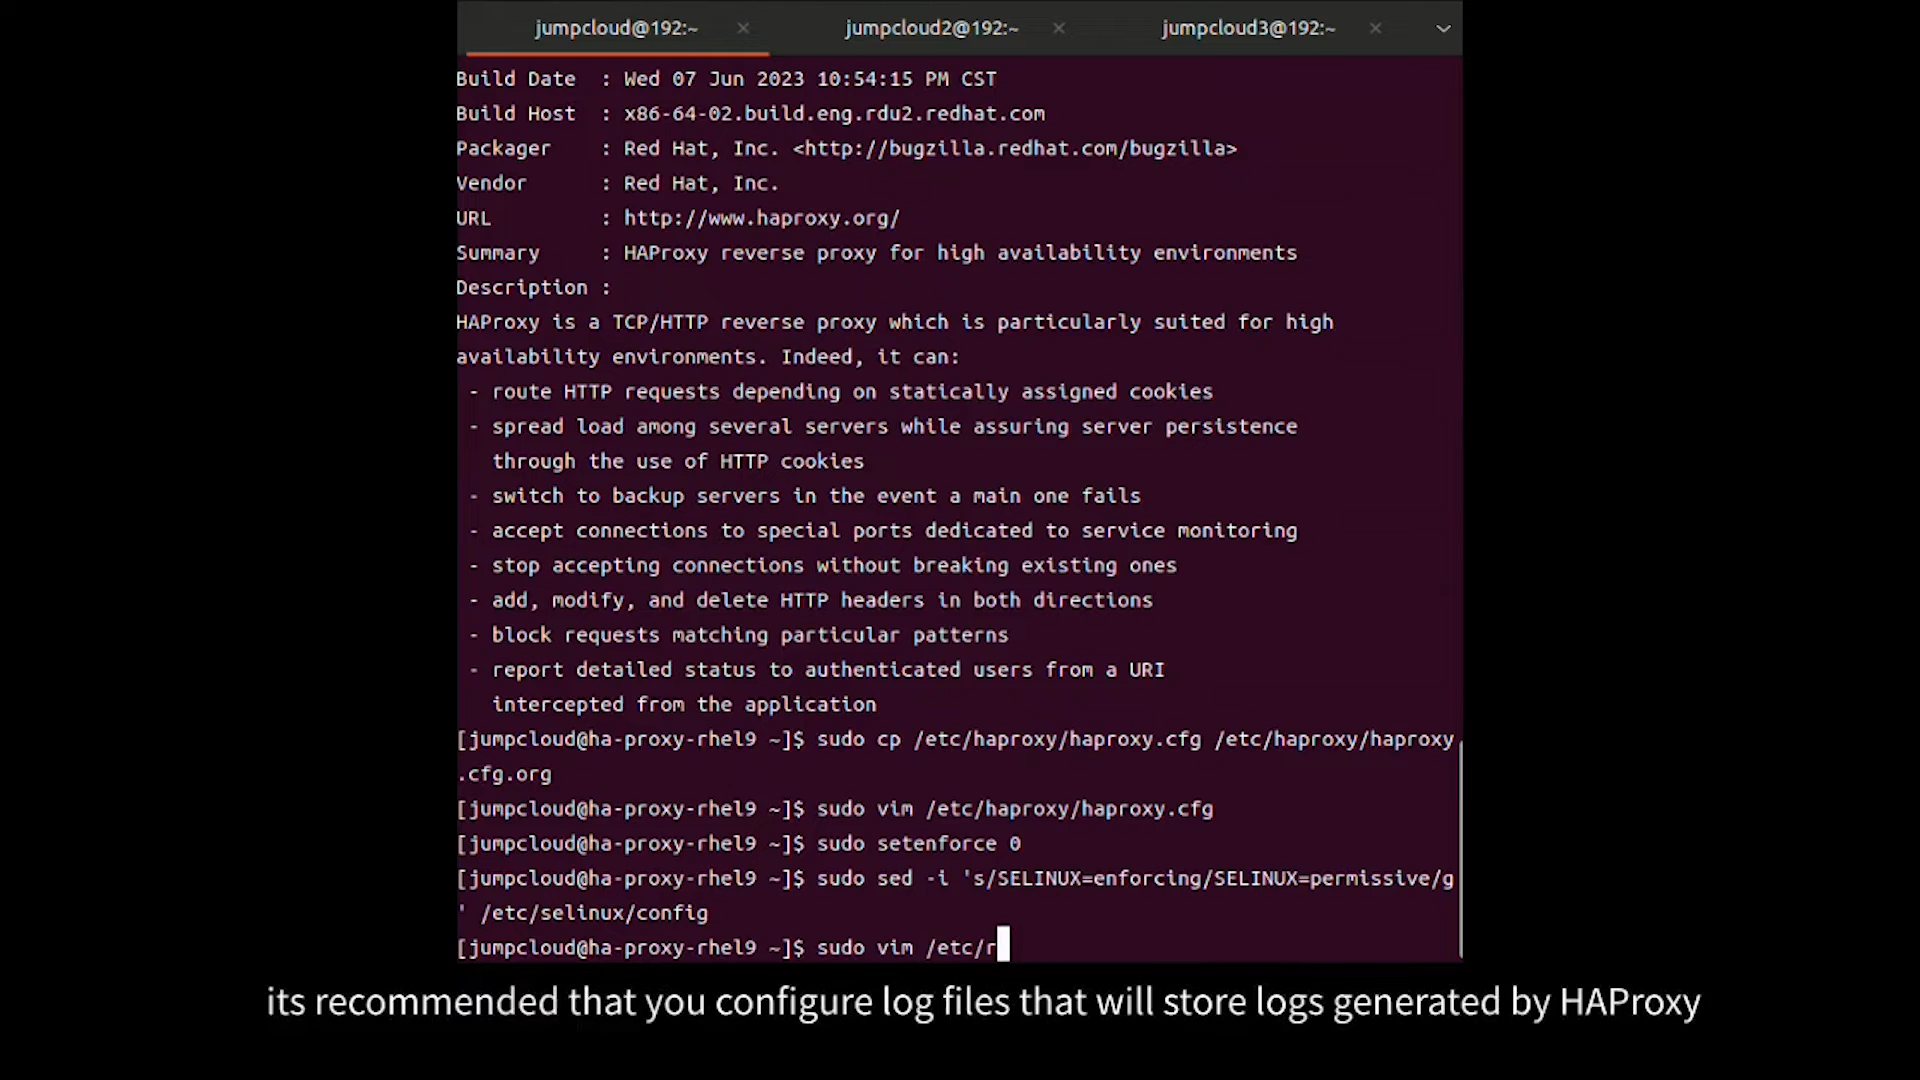 jumpcloud@192:~ × jumpcloud2@192:~ × jumpcloud3@192:~ ×
Build Date  : Wed 07 Jun 2023 10:54:15 PM CST
Build Host  : x86-64-02.build.eng.rdu2.redhat.com
Packager    : Red Hat, Inc. <http://bugzilla.redhat.com/bugzilla>
Vendor      : Red Hat, Inc.
URL         : http://www.haproxy.org/
Summary     : HAProxy reverse proxy for high availability environments
Description :
HAProxy is a TCP/HTTP reverse proxy which is particularly suited for high
availability environments. Indeed, it can:
 - route HTTP requests depending on statically assigned cookies
 - spread load among several servers while assuring server persistence
   through the use of HTTP cookies
 - switch to backup servers in the event a main one fails
 - accept connections to special ports dedicated to service monitoring
 - stop accepting connections without breaking existing ones
 - add, modify, and delete HTTP headers in both directions
 - block requests matching particular patterns
 - report detailed status to authenticated users from a URI
   intercepted from the application
[jumpcloud@ha-proxy-rhel9 ~]$ sudo cp /etc/haproxy/haproxy.cfg /etc/haproxy/haproxy
.cfg.org
[jumpcloud@ha-proxy-rhel9 ~]$ sudo vim /etc/haproxy/haproxy.cfg
[jumpcloud@ha-proxy-rhel9 ~]$ sudo setenforce 0
[jumpcloud@ha-proxy-rhel9 ~]$ sudo sed -i 's/SELINUX=enforcing/SELINUX=permissive/g
' /etc/selinux/config
[jumpcloud@ha-proxy-rhel9 ~]$ sudo vim /etc/r
its recommended that you configure log files that will store logs generated by HAProxy